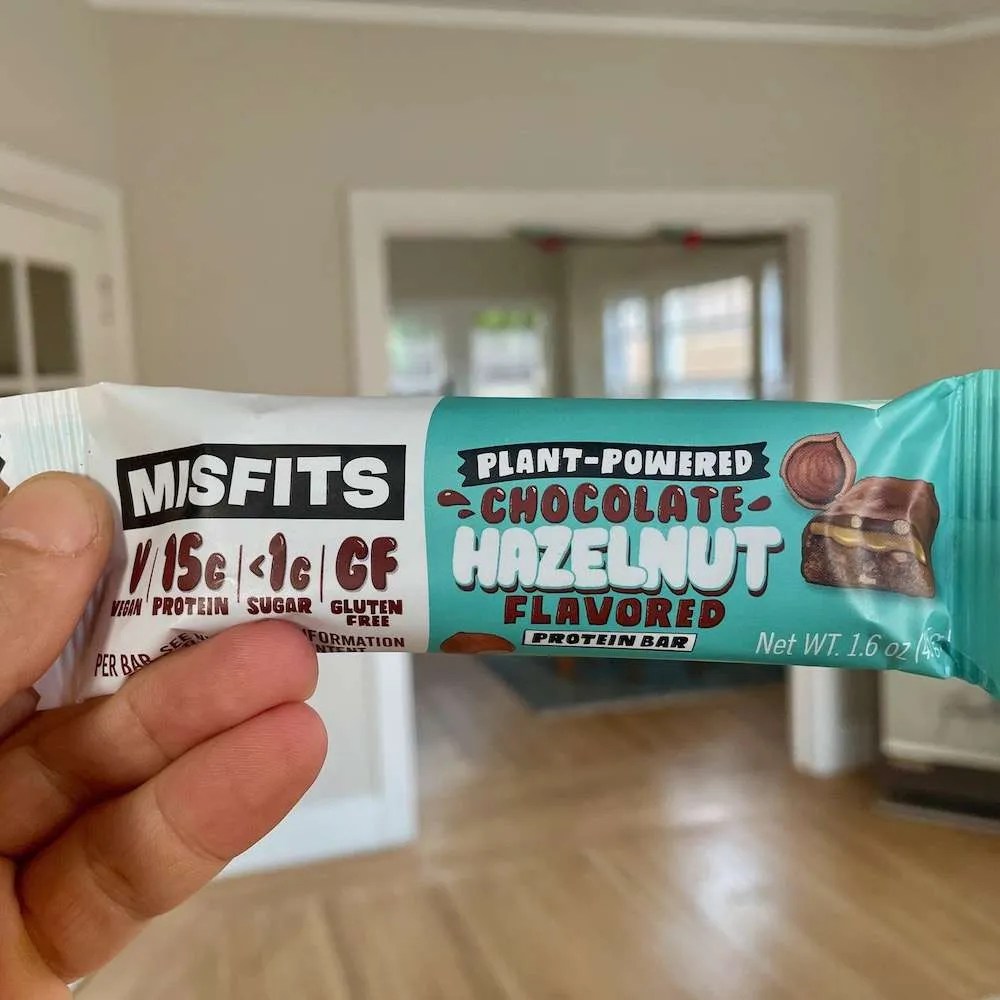 MISFITS
V 15G <1G GF
VEGAN PROTEIN SUGAR GLUTEN
FREE
PER BAR SEE
PLANT-POWERED
CHOCOLATE
HAZELNUT
FLAVORED
PROTEIN BAR
Net WT. 1.6 oz